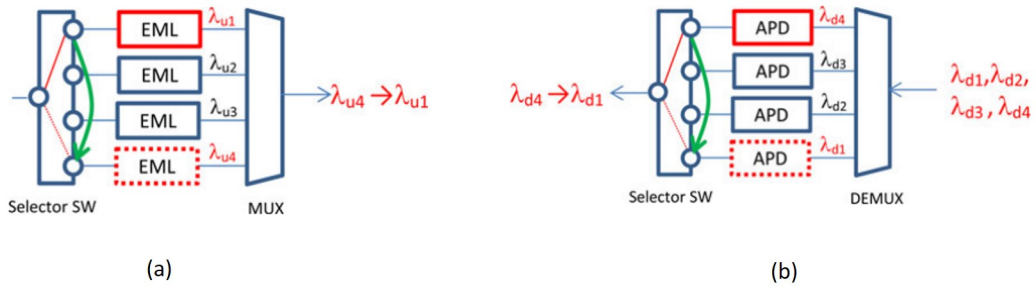 EML λu1
EML λu2
EML λu3
EML λu4
λu4 → λu1
Selector SW
MUX
(a)
APD λd4
APD λd3
APD λd2
APD λd1
λd4 → λd1
λd1, λd2,
λd3 , λd4
Selector SW
DEMUX
(b)